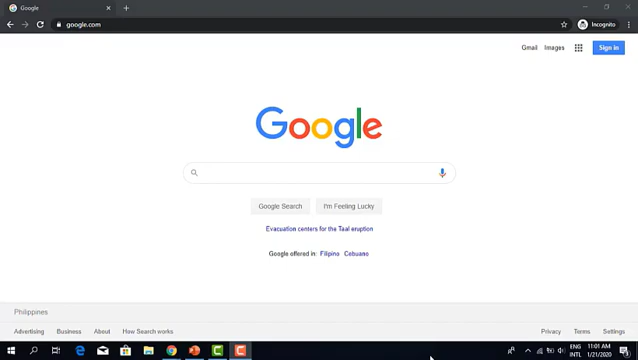 Google
google.com
Incognito
Gmail Images Sign in
Google
Google Search I'm Feeling Lucky
Evacuation centers for the Taal eruption
Google offered in: Filipino Cebuano
Philippines
Advertising Business About How Search works Privacy Terms Settings
ENG 11:01 AM
INTL 1/21/2020